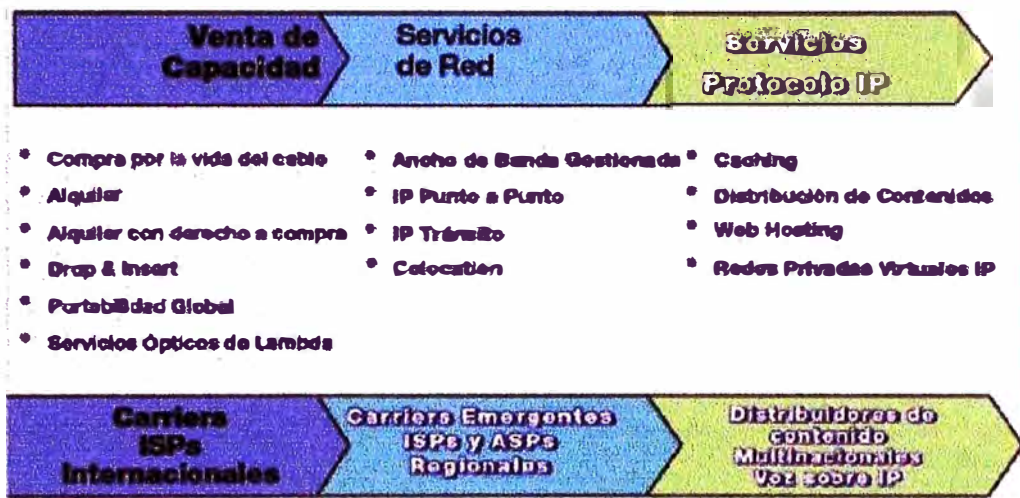 Venta de
Capacidad
Servicios
de Red
Servicios
Protocolo IP
* Compra por la vida del cable
* Alquilar
* Alquiler con derecho a compra
* Drop & Insert
* Portabilidad Global
* Servicios Ópticos de Lambda
* Ancho de Banda Gestionada
* IP Punto a Punto
* IP Tránsito
* Colocation
* Caching
* Distribución de Contenidos
* Web Hosting
* Redes Privadas Virtuales IP
Carriers
ISPs
Internacionales
Carriers Emergentes
ISPs y ASPs
Regionales
Distribuidores de
contenido
Multinacionales
Voz sobre IP